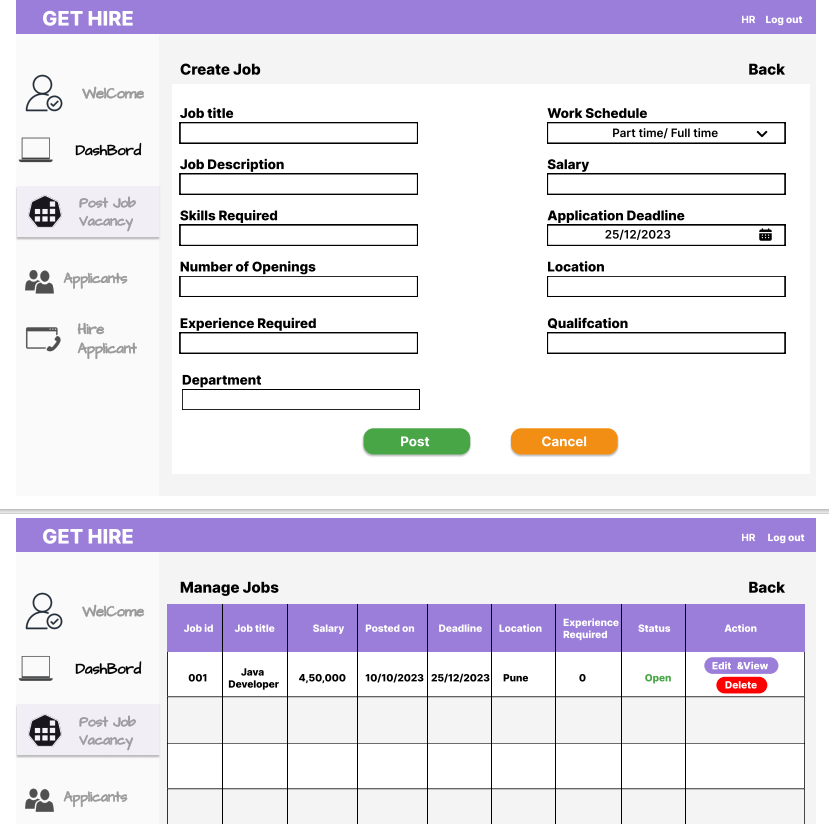 GET HIRE
HR Log out
WelCome
DashBord
Post Job
Vacancy
Applicants
Hire
Applicant
Create Job
Back
Job title
Work Schedule
Part time/ Full time
Job Description
Salary
Skills Required
Application Deadline
25/12/2023
Number of Openings
Location
Experience Required
Qualifcation
Department
Post
Cancel
GET HIRE
HR Log out
WelCome
DashBord
Post Job
Vacancy
Applicants
Manage Jobs
Back
Job id Job title Salary Posted on Deadline Location Experience Required Status Action
001 Java Developer 4,50,000 10/10/2023 25/12/2023 Pune 0 Open Edit &View
Delete